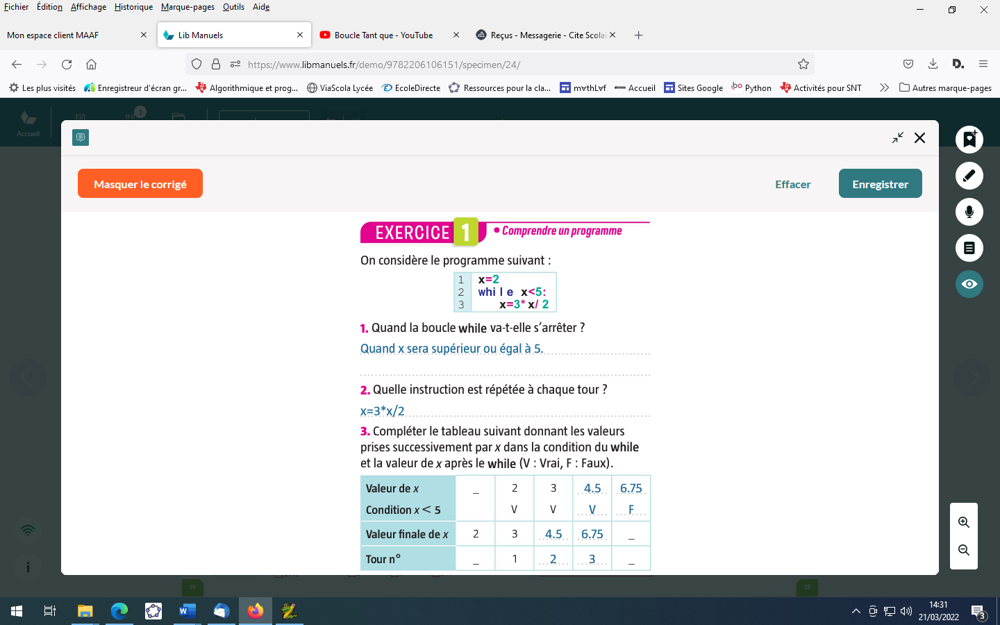 Fichier Édition Affichage Historique Marque-pages Outils Aide
Mon espace client MAAF
Lib Manuels
Boucle Tant que - YouTube
Reçus - Messagerie - Cite Scolai
https://www.libmanuels.fr/demo/9782206106151/specimen/24/
Les plus visités
Enregistreur d'écran gr...
Algorithmique et prog...
ViaScola Lycée
EcoleDirecte
Ressources pour la cla...
m∀thL∀f
Accueil
Sites Google
Python
Activités pour SNT
Autres marque-pages
1
Accueil
Masquer le corrigé
Effacer
Enregistrer
EXERCICE 1 • Comprendre un programme
On considère le programme suivant :
1 x=2
2 while x<5:
3 x=3*x/2
1. Quand la boucle while va-t-elle s'arrêter ?
Quand x sera supérieur ou égal à 5.
2. Quelle instruction est répétée à chaque tour ?
x=3*x/2
3. Compléter le tableau suivant donnant les valeurs
prises successivement par x dans la condition du while
et la valeur de x après le while (V : Vrai, F : Faux).
Valeur de x _ 2 3 4.5 6.75
Condition x < 5 V V V F
Valeur finale de x 2 3 4.5 6.75 _
Tour n° _ 1 2 3 _
24
25
14:31
21/03/2022
3